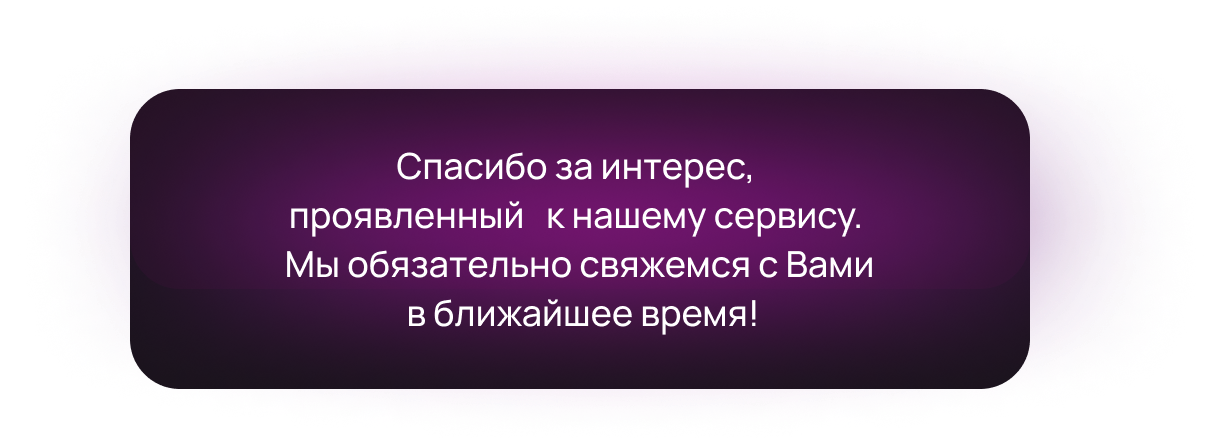 Спасибо за интерес,
проявленный   к нашему сервису.
Мы обязательно свяжемся с Вами
в ближайшее время!